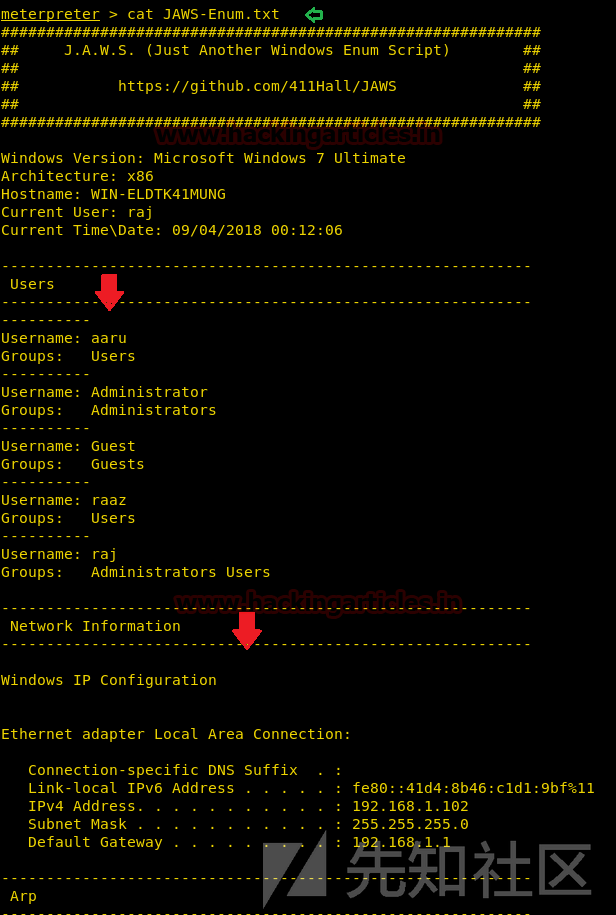 meterpreter > cat JAWS-Enum.txt
############################################################
##     J.A.W.S. (Just Another Windows Enum Script)        ##
##                                                        ##
##           https://github.com/411Hall/JAWS              ##
##                                                        ##
############################################################
www.hackingarticles.in
Windows Version: Microsoft Windows 7 Ultimate
Architecture: x86
Hostname: WIN-ELDTK41MUNG
Current User: raj
Current Time\Date: 09/04/2018 00:12:06
-----------------------------------------------------------
Users
-----------------------------------------------------------
----------
Username: aaru
Groups:   Users
----------
Username: Administrator
Groups:   Administrators
----------
Username: Guest
Groups:   Guests
----------
Username: raaz
Groups:   Users
----------
Username: raj
Groups:   Administrators Users
www.hackingarticles.in
-----------------------------------------------------------
Network Information
-----------------------------------------------------------
Windows IP Configuration
Ethernet adapter Local Area Connection:
Connection-specific DNS Suffix  . :
Link-local IPv6 Address . . . . . : fe80::41d4:8b46:c1d1:9bf%11
IPv4 Address. . . . . . . . . . . : 192.168.1.102
Subnet Mask . . . . . . . . . . . : 255.255.255.0
Default Gateway . . . . . . . . . : 192.168.1.1
先知社区
-----------------------------------------------------------
Arp
-----------------------------------------------------------